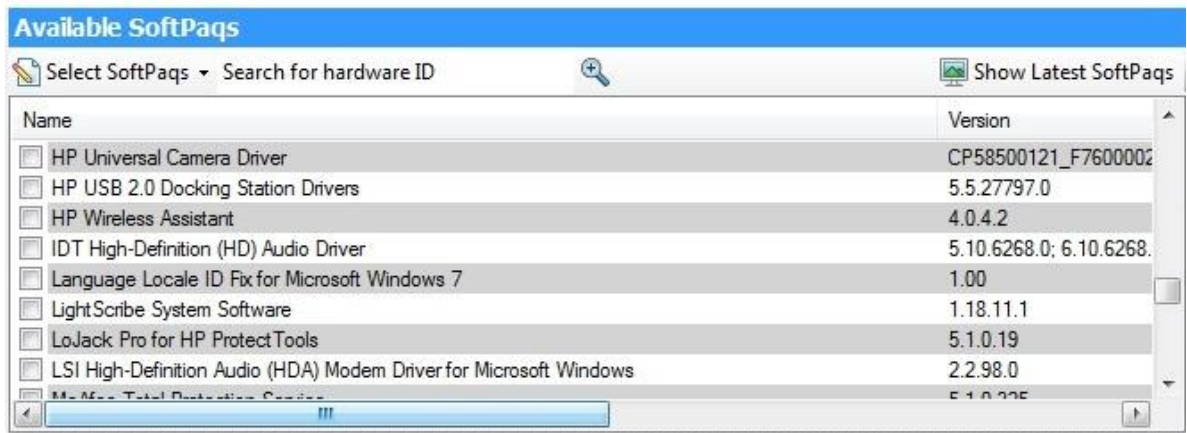 Available SoftPaqs
Select SoftPaqs Search for hardware ID Show Latest SoftPaqs
Name Version
HP Universal Camera Driver CP58500121_F7600002
HP USB 2.0 Docking Station Drivers 5.5.27797.0
HP Wireless Assistant 4.0.4.2
IDT High-Definition (HD) Audio Driver 5.10.6268.0; 6.10.6268.
Language Locale ID Fix for Microsoft Windows 7 1.00
LightScribe System Software 1.18.11.1
LoJack Pro for HP ProtectTools 5.1.0.19
LSI High-Definition Audio (HDA) Modem Driver for Microsoft Windows 2.2.98.0
McAfee Total Protection Service